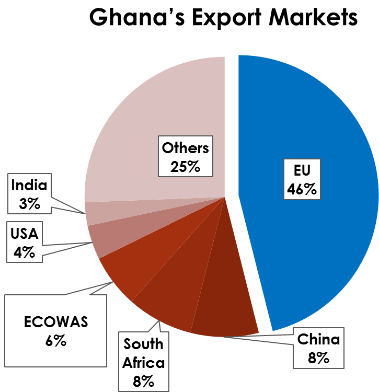 Ghana's Export Markets
Others
25%
EU
46%
India
3%
USA
4%
ECOWAS
6%
South
Africa
8%
China
8%